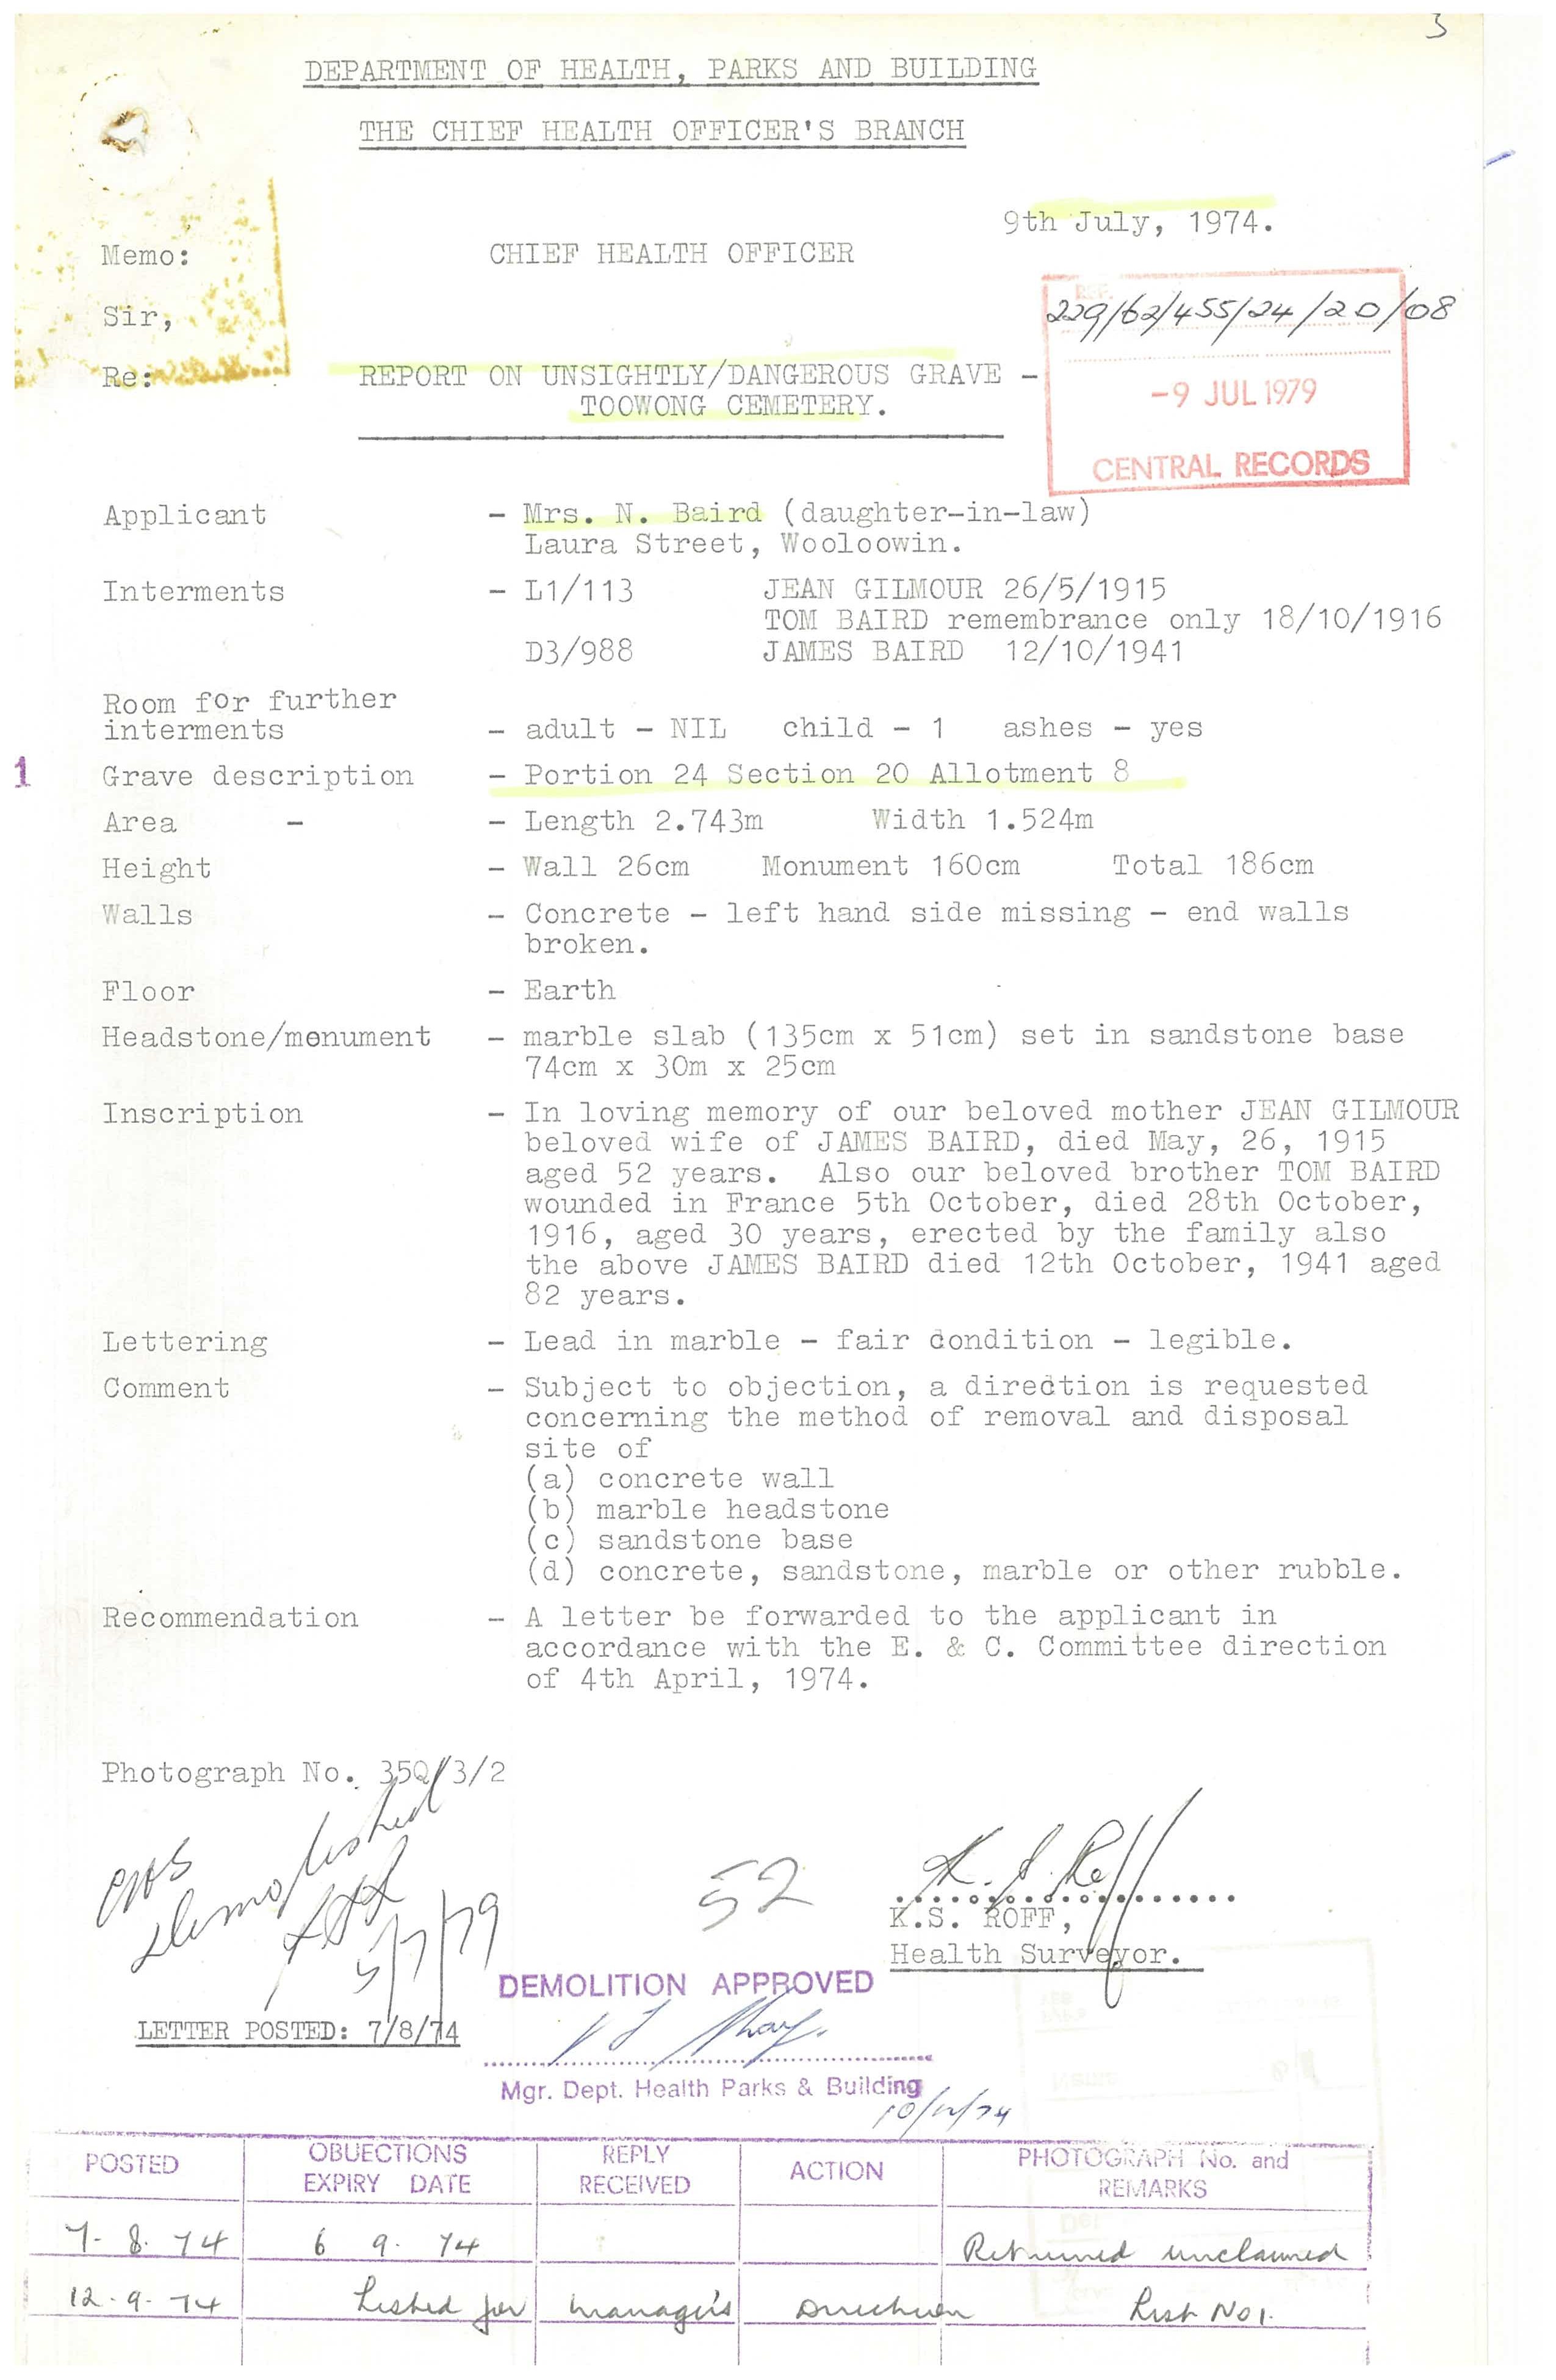 3
DEPARTMENT OF HEALTH, PARKS AND BUILDING
THE CHIEF HEALTH OFFICER'S BRANCH
9th July, 1974.
Memo: CHIEF HEALTH OFFICER
Sir,
REF.
229/62/455/24/20/08
-9 JUL 1979
CENTRAL RECORDS
Re: REPORT ON UNSIGHTLY/DANGEROUS GRAVE -
TOOWONG CEMETERY.
Applicant - Mrs. N. Baird (daughter-in-law)
Laura Street, Wooloowin.
Interments - L1/113 JEAN GILMOUR 26/5/1915
TOM BAIRD remembrance only 18/10/1916
D3/988 JAMES BAIRD 12/10/1941
Room for further
interments - adult - NIL child - 1 ashes - yes
1 Grave description - Portion 24 Section 20 Allotment 8
Area - - Length 2.743m Width 1.524m
Height - Wall 26cm Monument 160cm Total 186cm
Walls - Concrete - left hand side missing - end walls
broken.
Floor - Earth
Headstone/monument - marble slab (135cm x 51cm) set in sandstone base
74cm x 30m x 25cm
Inscription - In loving memory of our beloved mother JEAN GILMOUR
beloved wife of JAMES BAIRD, died May, 26, 1915
aged 52 years. Also our beloved brother TOM BAIRD
wounded in France 5th October, died 28th October,
1916, aged 30 years, erected by the family also
the above JAMES BAIRD died 12th October, 1941 aged
82 years.
Lettering - Lead in marble - fair condition - legible.
Comment - Subject to objection, a direction is requested
concerning the method of removal and disposal
site of
(a) concrete wall
(b) marble headstone
(c) sandstone base
(d) concrete, sandstone, marble or other rubble.
Recommendation - A letter be forwarded to the applicant in
accordance with the E. & C. Committee direction
of 4th April, 1974.
Photograph No. 35Q/3/2
demolished
5/7/79
52
K.S. ROFF,
Health Surveyor.
DEMOLITION APPROVED
LETTER POSTED: 7/8/74
Mgr. Dept. Health Parks & Building
10/12/74
POSTED OBUECTIONS EXPIRY DATE REPLY RECEIVED ACTION PHOTOGRAPH No. and REMARKS
7. 8. 74 6 9. 74 Returned unclaimed
12.9.74 Listed for manager's direction List No 1.